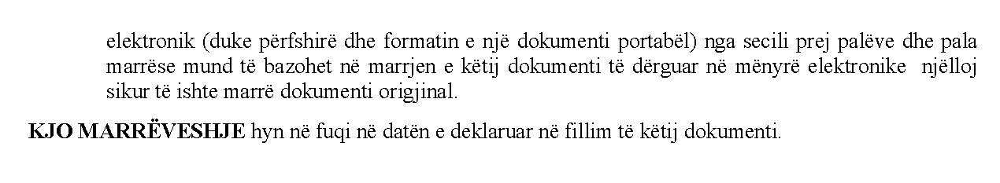 elektronik (duke përfshirë dhe formatin e një dokumenti portabël) nga secili prej palëve dhe pala
marrëse mund të bazohet në marrjen e këtij dokumenti të dërguar në mënyrë elektronike  njëlloj
sikur të ishte marrë dokumenti origjinal.
KJO MARRËVESHJE hyn në fuqi në datën e deklaruar në fillim të këtij dokumenti.